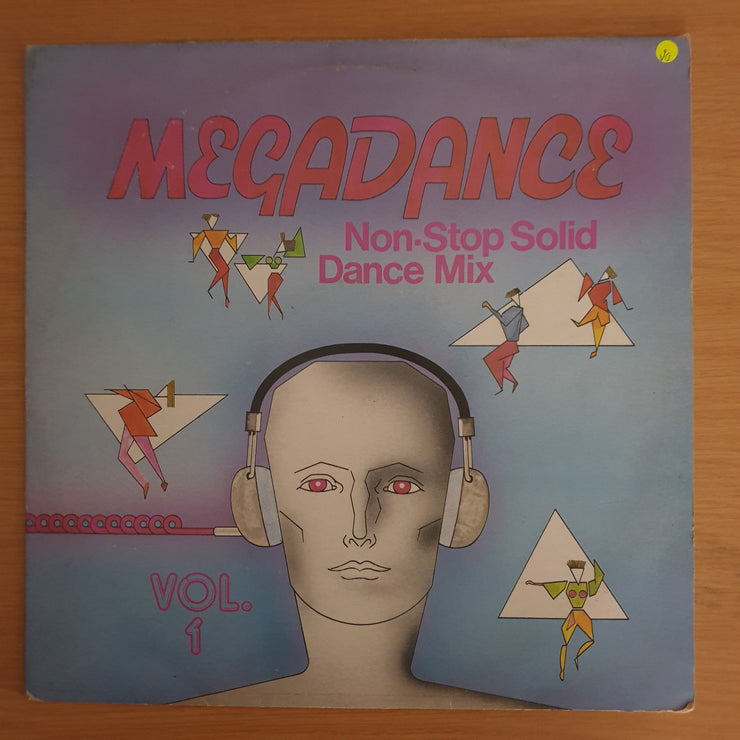 MEGADANCE
Non-Stop Solid
Dance Mix
VOL.
1